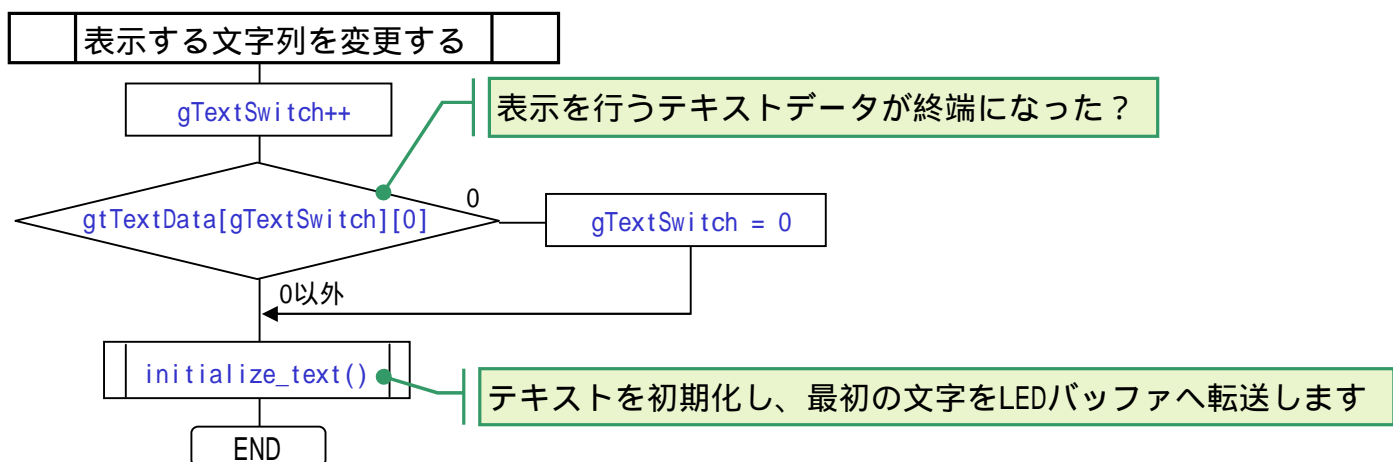 表示する文字列を変更する
gTextSwitch++
表示を行うテキストデータが終端になった？
gtTextData[gTextSwitch][0]
0
gTextSwitch = 0
0以外
initialize_text()
テキストを初期化し、最初の文字をLEDバッファへ転送します
END